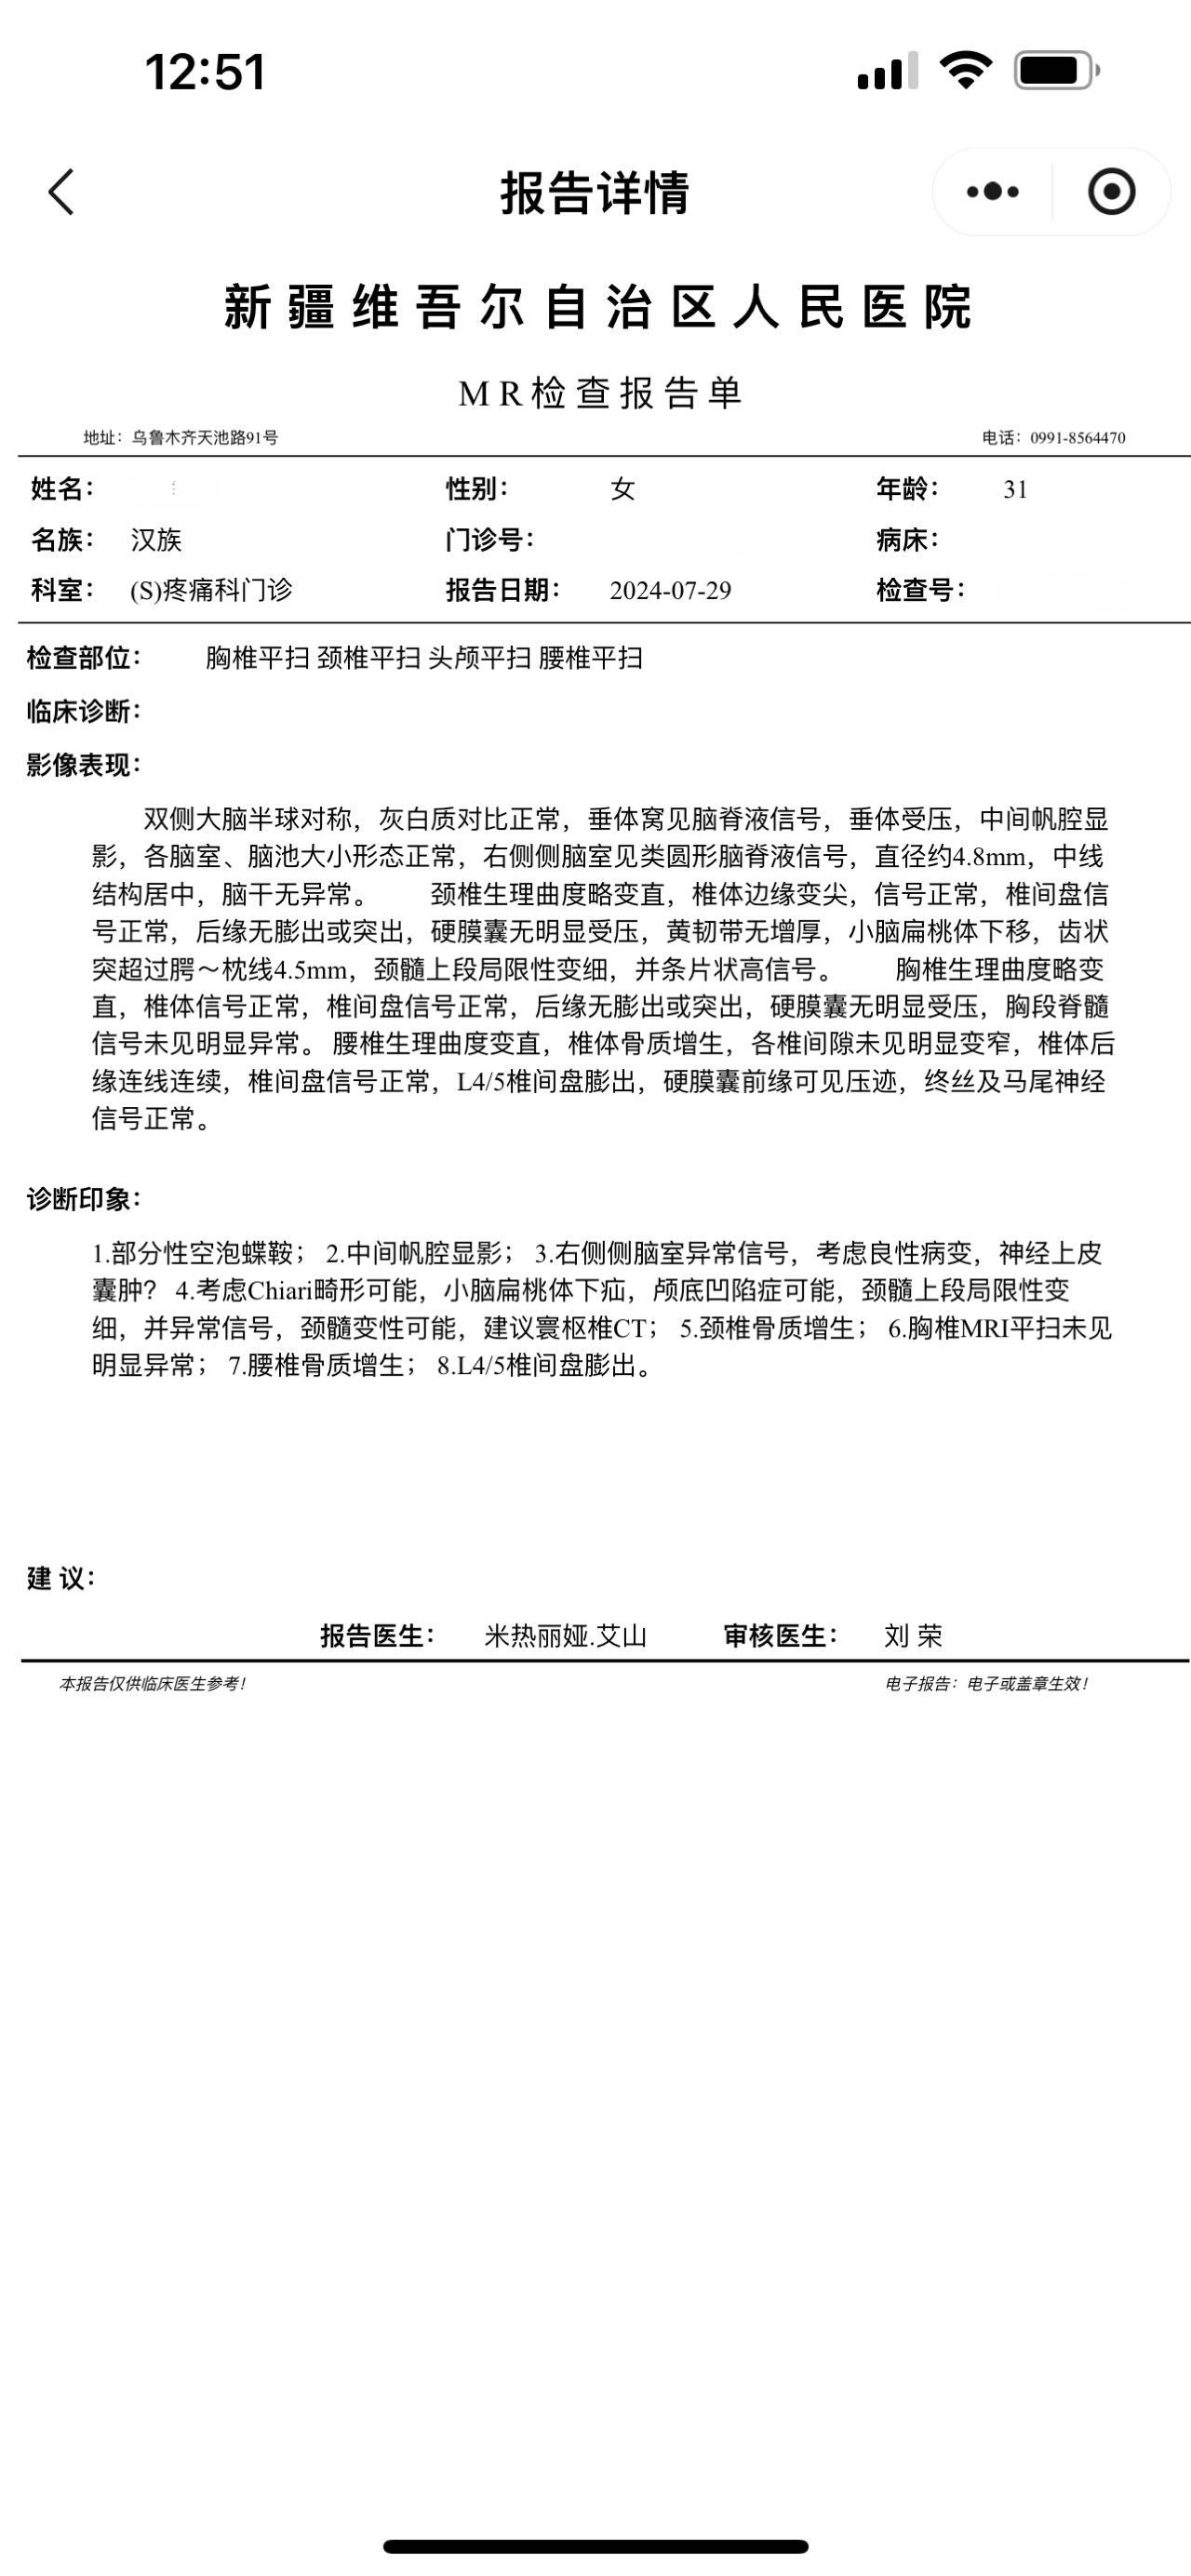 12:51
报告详情
新疆维吾尔自治区人民医院
MR检查报告单
地址：乌鲁木齐天池路91号 电话：0991-8564470
姓名： 性别： 女 年龄： 31
名族： 汉族 门诊号： 病床：
科室： (S)疼痛科门诊 报告日期： 2024-07-29 检查号：
检查部位： 胸椎平扫 颈椎平扫 头颅平扫 腰椎平扫
临床诊断：
影像表现：
双侧大脑半球对称，灰白质对比正常，垂体窝见脑脊液信号，垂体受压，中间帆腔显
影，各脑室、脑池大小形态正常，右侧侧脑室见类圆形脑脊液信号，直径约4.8mm，中线
结构居中，脑干无异常。 颈椎生理曲度略变直，椎体边缘变尖，信号正常，椎间盘信
号正常，后缘无膨出或突出，硬膜囊无明显受压，黄韧带无增厚，小脑扁桃体下移，齿状
突超过腭～枕线4.5mm，颈髓上段局限性变细，并条片状高信号。 胸椎生理曲度略变
直，椎体信号正常，椎间盘信号正常，后缘无膨出或突出，硬膜囊无明显受压，胸段脊髓
信号未见明显异常。 腰椎生理曲度变直，椎体骨质增生，各椎间隙未见明显变窄，椎体后
缘连线连续，椎间盘信号正常，L4/5椎间盘膨出，硬膜囊前缘可见压迹，终丝及马尾神经
信号正常。
诊断印象：
1.部分性空泡蝶鞍； 2.中间帆腔显影； 3.右侧侧脑室异常信号，考虑良性病变，神经上皮
囊肿？ 4.考虑Chiari畸形可能，小脑扁桃体下疝，颅底凹陷症可能，颈髓上段局限性变
细，并异常信号，颈髓变性可能，建议寰枢椎CT； 5.颈椎骨质增生； 6.胸椎MRI平扫未见
明显异常； 7.腰椎骨质增生； 8.L4/5椎间盘膨出。
建 议：
报告医生： 米热丽娅.艾山 审核医生： 刘 荣
本报告仅供临床医生参考！ 电子报告：电子或盖章生效！